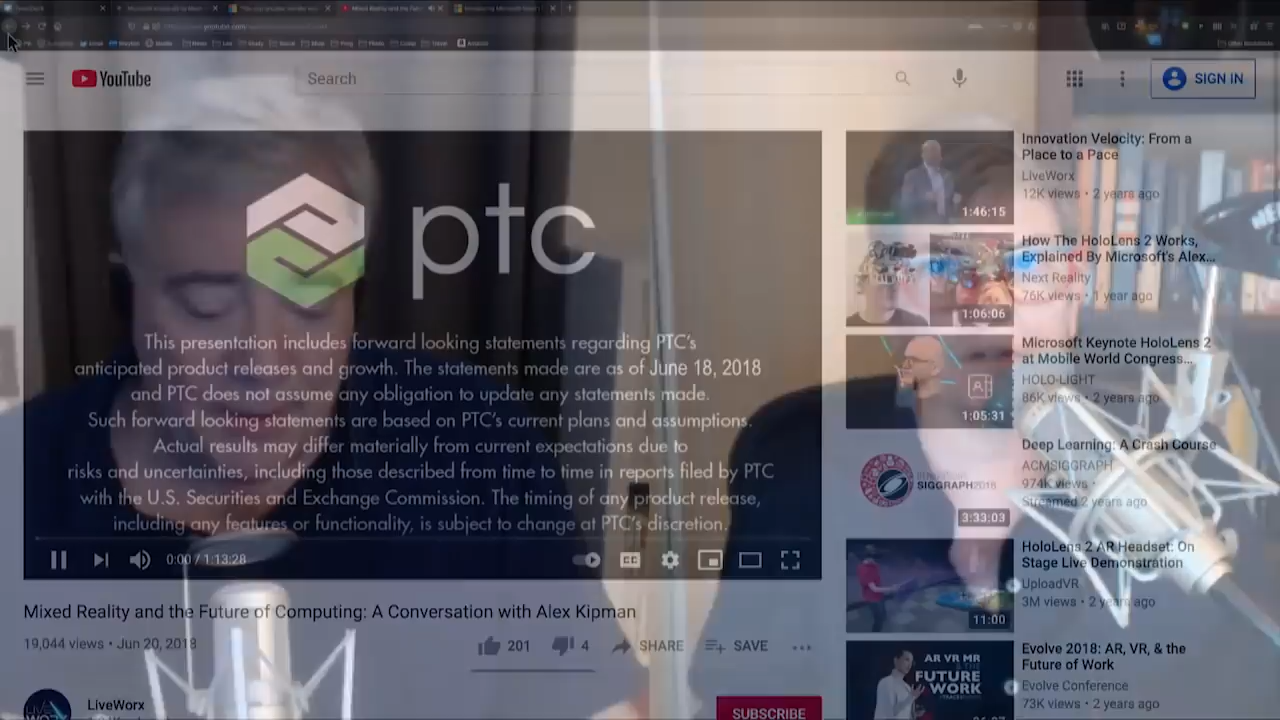 YouTube
Search
SIGN IN
ptc
This presentation includes forward looking statements regarding PTC's
anticipated product releases and growth. The statements made are as of June 18, 2018
and PTC does not assume any obligation to update any statements made.
Such forward looking statements are based on PTC's current plans and assumptions.
Actual results may differ materially from current expectations due to
risks and uncertainties, including those described from time to time in reports filed by PTC
with the U.S. Securities and Exchange Commission. The timing of any product release,
including any features or functionality, is subject to change at PTC's discretion.
0:00 / 1:13:28
CC
Mixed Reality and the Future of Computing: A Conversation with Alex Kipman
19,044 views • Jun 20, 2018
201
4
SHARE
SAVE
LiveWorx
SUBSCRIBE
Innovation Velocity: From a
Place to a Pace
LiveWorx
12K views • 2 years ago
1:46:15
How The HoloLens 2 Works,
Explained By Microsoft's Alex...
Next Reality
76K views • 1 year ago
1:06:06
Microsoft Keynote HoloLens 2
at Mobile World Congress...
HOLO-LIGHT
86K views • 2 years ago
1:05:31
Deep Learning: A Crash Course
ACMSIGGRAPH
974K views •
Streamed 2 years ago
SIGGRAPH2018
3:33:03
HoloLens 2 AR Headset: On
Stage Live Demonstration
UploadVR
3M views • 2 years ago
11:00
Evolve 2018: AR, VR, & the
Future of Work
Evolve Conference
73K views • 2 years ago
AR VR MR
& THE
FUTURE
WORK